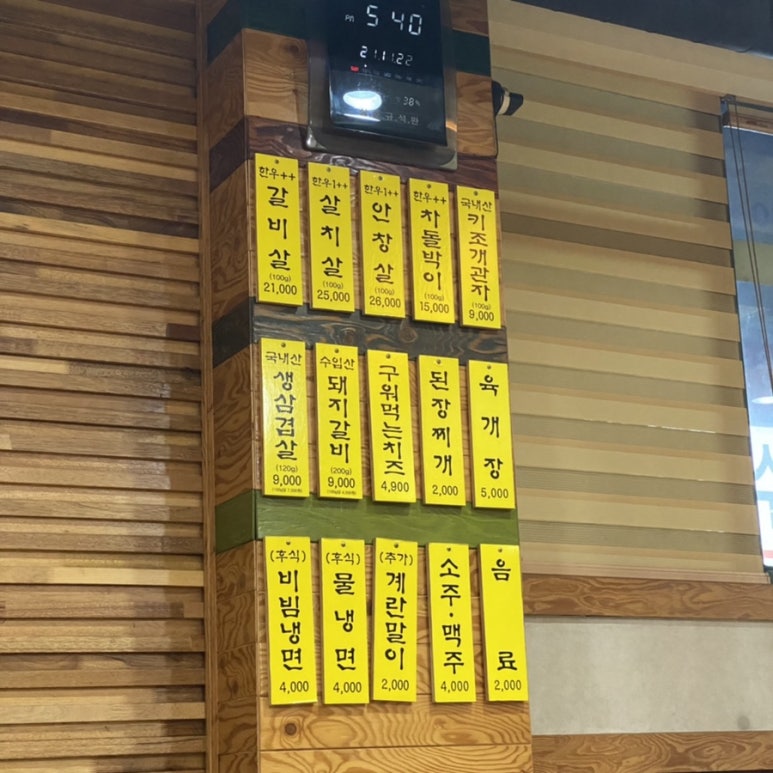 PM 5:40
21.11.22
38%
한우++
갈비살
(100g)
21,000
한우1++
살치살
(100g)
25,000
한우1++
안창살
(100g)
26,000
한우++
차돌박이
(100g)
15,000
국내산
키조개관자
(100g)
9,000
국내산
생삼겹살
(120g)
9,000
수입산
돼지갈비
(200g)
9,000
구워먹는치즈
4,900
된장찌개
2,000
육개장
5,000
(후식)
비빔냉면
4,000
(후식)
물냉면
4,000
(추가)
계란말이
2,000
소주·맥주
4,000
음료
2,000